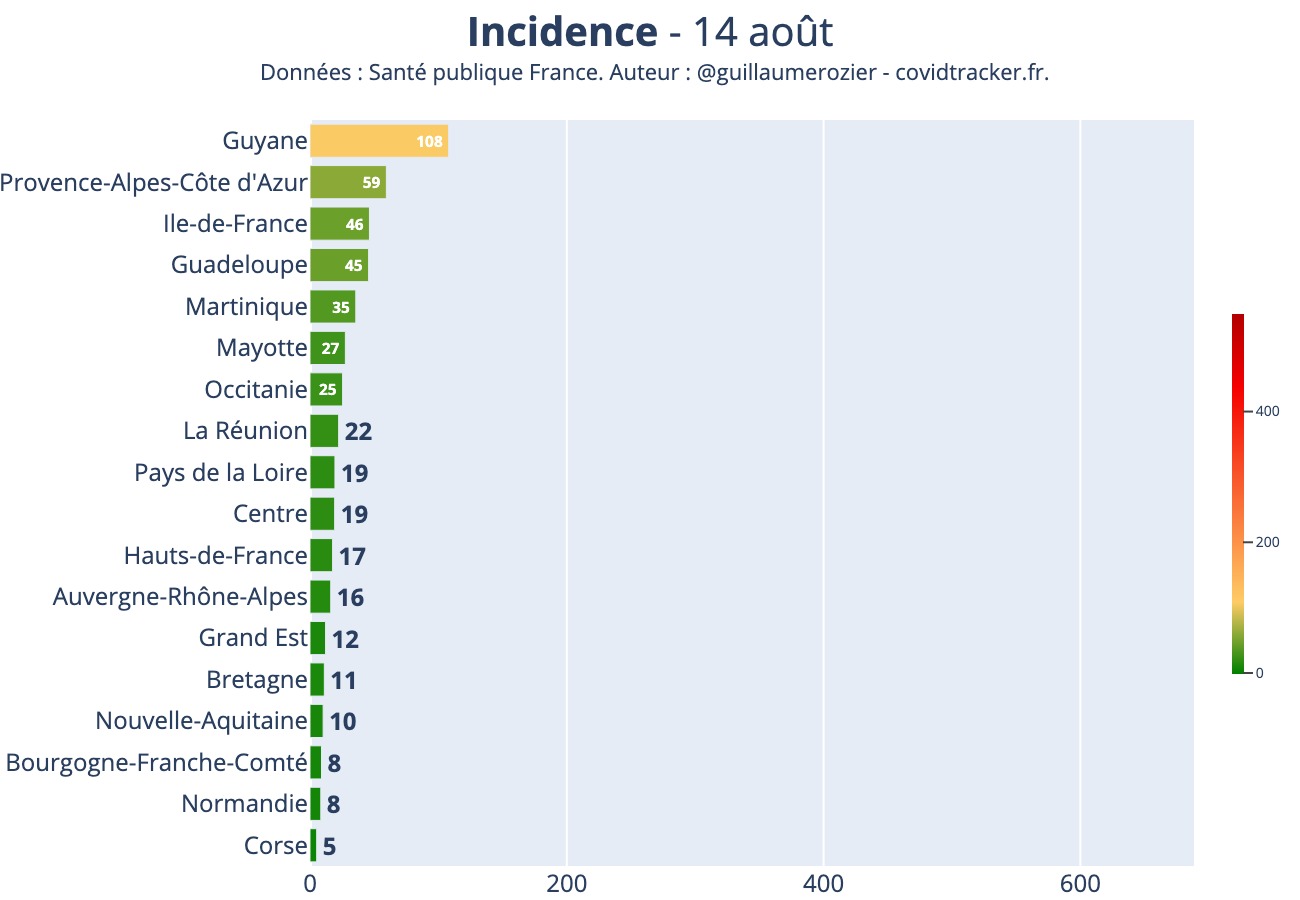 Incidence - 14 août
Données : Santé publique France. Auteur : @guillaumerozier - covidtracker.fr.
Guyane 108
Provence-Alpes-Côte d'Azur 59
Ile-de-France 46
Guadeloupe 45
Martinique 35
Mayotte 27
Occitanie 25
La Réunion 22
Pays de la Loire 19
Centre 19
Hauts-de-France 17
Auvergne-Rhône-Alpes 16
Grand Est 12
Bretagne 11
Nouvelle-Aquitaine 10
Bourgogne-Franche-Comté 8
Normandie 8
Corse 5
0 200 400 600
400
200
0